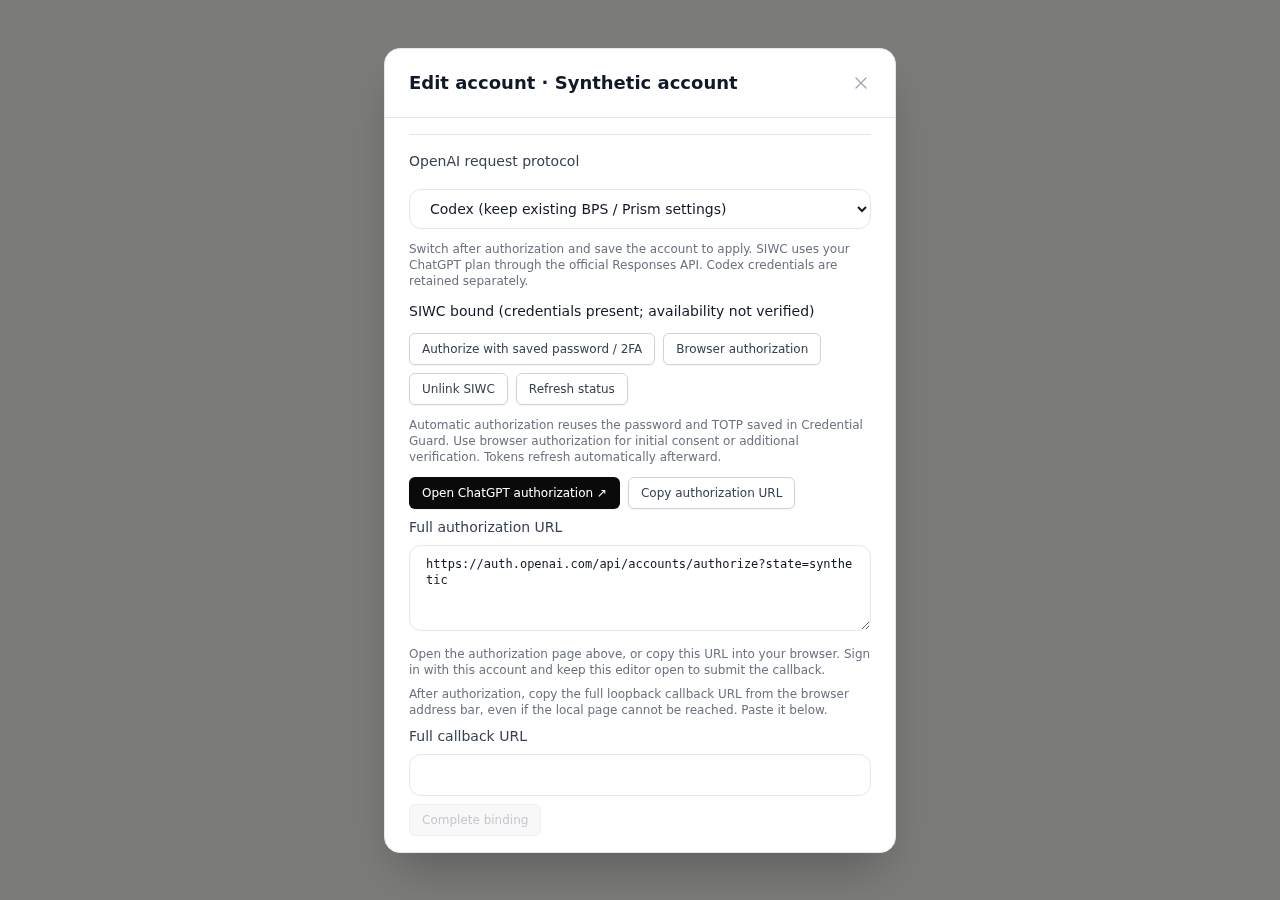 Edit account · Synthetic account
OpenAI request protocol
Codex (keep existing BPS / Prism settings)
Switch after authorization and save the account to apply. SIWC uses your
ChatGPT plan through the official Responses API. Codex credentials are
retained separately.
SIWC bound (credentials present; availability not verified)
Authorize with saved password / 2FA
Browser authorization
Unlink SIWC
Refresh status
Automatic authorization reuses the password and TOTP saved in Credential
Guard. Use browser authorization for initial consent or additional
verification. Tokens refresh automatically afterward.
Open ChatGPT authorization ↗
Copy authorization URL
Full authorization URL
https://auth.openai.com/api/accounts/authorize?state=synthe
tic
Open the authorization page above, or copy this URL into your browser. Sign
in with this account and keep this editor open to submit the callback.
After authorization, copy the full loopback callback URL from the browser
address bar, even if the local page cannot be reached. Paste it below.
Full callback URL
Complete binding